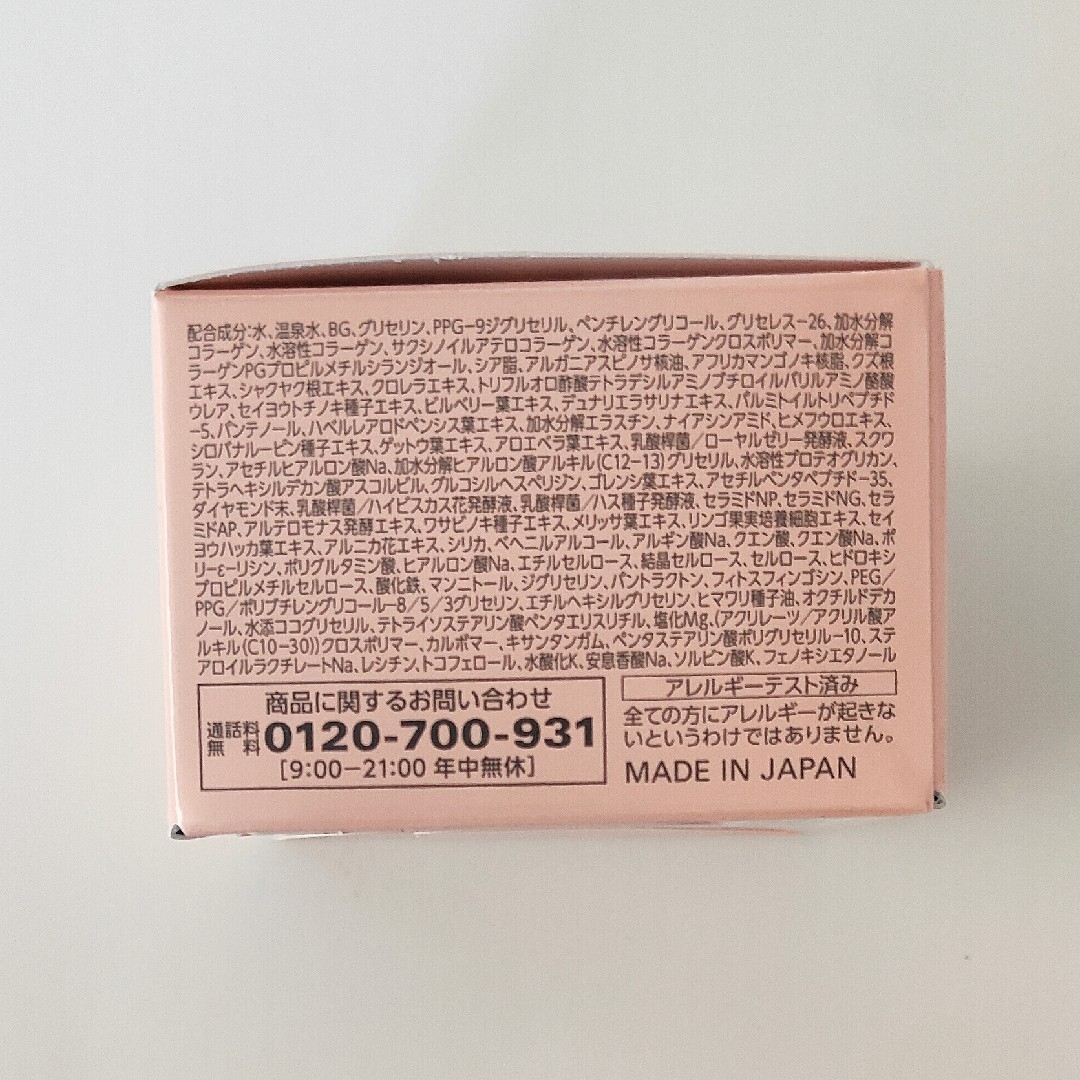 配合成分:水、温泉水、BG、グリセリン、PPG-9ジグリセリル、ペンチレングリコール、グリセレス-26、加水分解
コラーゲン、水溶性コラーゲン、サクシノイルアテロコラーゲン、水溶性コラーゲンクロスポリマー、加水分解コ
ラーゲンPGプロピルメチルシランジオール、シア脂、アルガニアスピノサ核油、アフリカマンゴノキ核脂、クズ根
エキス、シャクヤク根エキス、クロレラエキス、トリフルオロ酢酸テトラデシルアミノブチロイルバリルアミノ酪酸
ウレア、セイヨウトチノキ種子エキス、ビルベリー葉エキス、デュナリエラサリナエキス、パルミトイルトリペプチド
-5、パンテノール、ハベルレアロドペンシス葉エキス、加水分解エラスチン、ナイアシンアミド、ヒメフウロエキス、
シロバナルーピン種子エキス、ゲットウ葉エキス、アロエベラ葉エキス、乳酸桿菌/ローヤルゼリー発酵液、スクワ
ラン、アセチルヒアルロン酸Na、加水分解ヒアルロン酸アルキル(C12-13)グリセリル、水溶性プロテオグリカン、
テトラヘキシルデカン酸アスコルビル、グルコシルヘスペリジン、ゴレンシ葉エキス、アセチルペンタペプチド-35、
ダイヤモンド末、乳酸桿菌/ハイビスカス花発酵液、乳酸桿菌/ハス種子発酵液、セラミドNP、セラミドNG、セラ
ミドAP、アルテロモナス発酵エキス、ワサビノキ種子エキス、メリッサ葉エキス、リンゴ果実培養細胞エキス、セイ
ヨウハッカ葉エキス、アルニカ花エキス、シリカ、ベヘニルアルコール、アルギン酸Na、クエン酸、クエン酸Na、ポ
リーε-リシン、ポリグルタミン酸、ヒアルロン酸Na、エチルセルロース、結晶セルロース、セルロース、ヒドロキシ
プロピルメチルセルロース、酸化鉄、マンニトール、ジグリセリン、パントラクトン、フィトスフィンゴシン、PEG/
PPG/ポリブチレングリコール-8/5/3グリセリン、エチルヘキシルグリセリン、ヒマワリ種子油、オクチルドデカ
ノール、水添ココグリセリル、テトライソステアリン酸ペンタエリスリチル、塩化Mg、(アクリレーツ/アクリル酸ア
ルキル(C10-30))クロスポリマー、カルボマー、キサンタンガム、ペンタステアリン酸ポリグリセリル-10、ステ
アロイルラクチレートNa、レシチン、トコフェロール、水酸化K、安息香酸Na、ソルビン酸K、フェノキシエタノール
商品に関するお問い合わせ
通話料
無 料
0120-700-931
[9:00-21:00 年中無休]
アレルギーテスト済み
全ての方にアレルギーが起きな
いというわけではありません。
MADE IN JAPAN